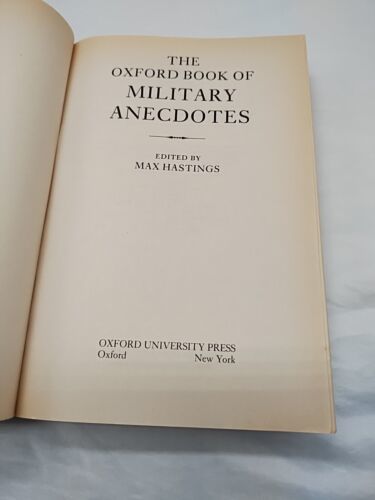 THE
OXFORD BOOK OF
MILITARY
ANECDOTES
EDITED BY
MAX HASTINGS
OXFORD UNIVERSITY PRESS
Oxford New York